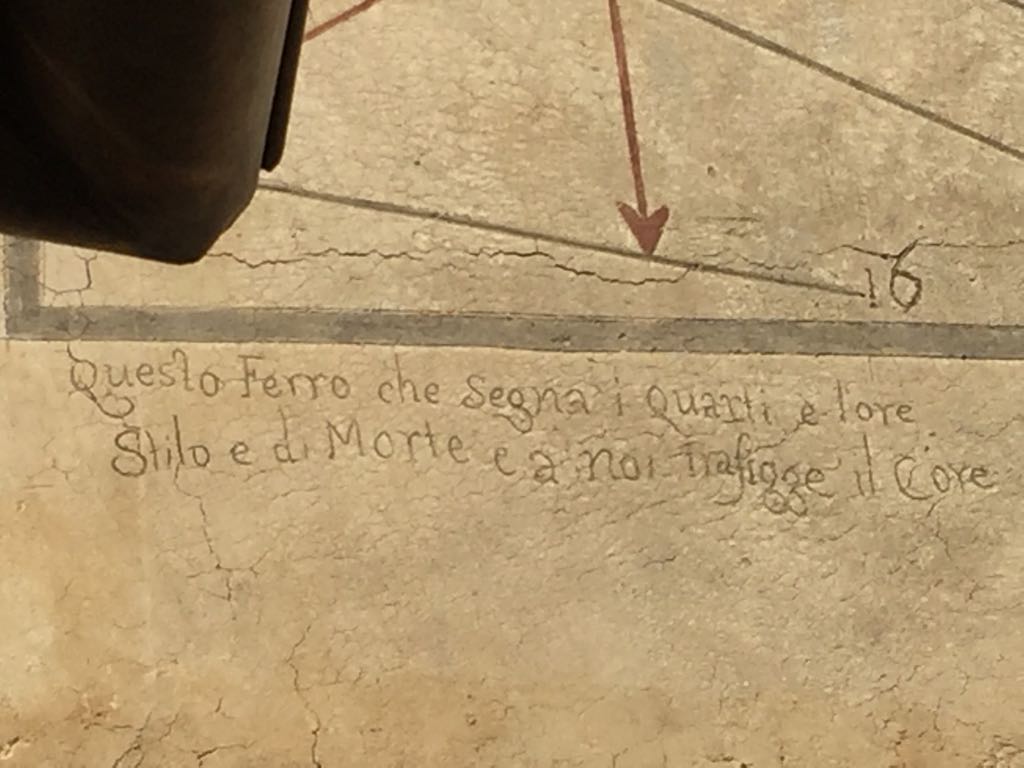 16
Questo Ferro che segna i Quarti e l'ore
Stilo e di Morte e a noi Trafigge il Core